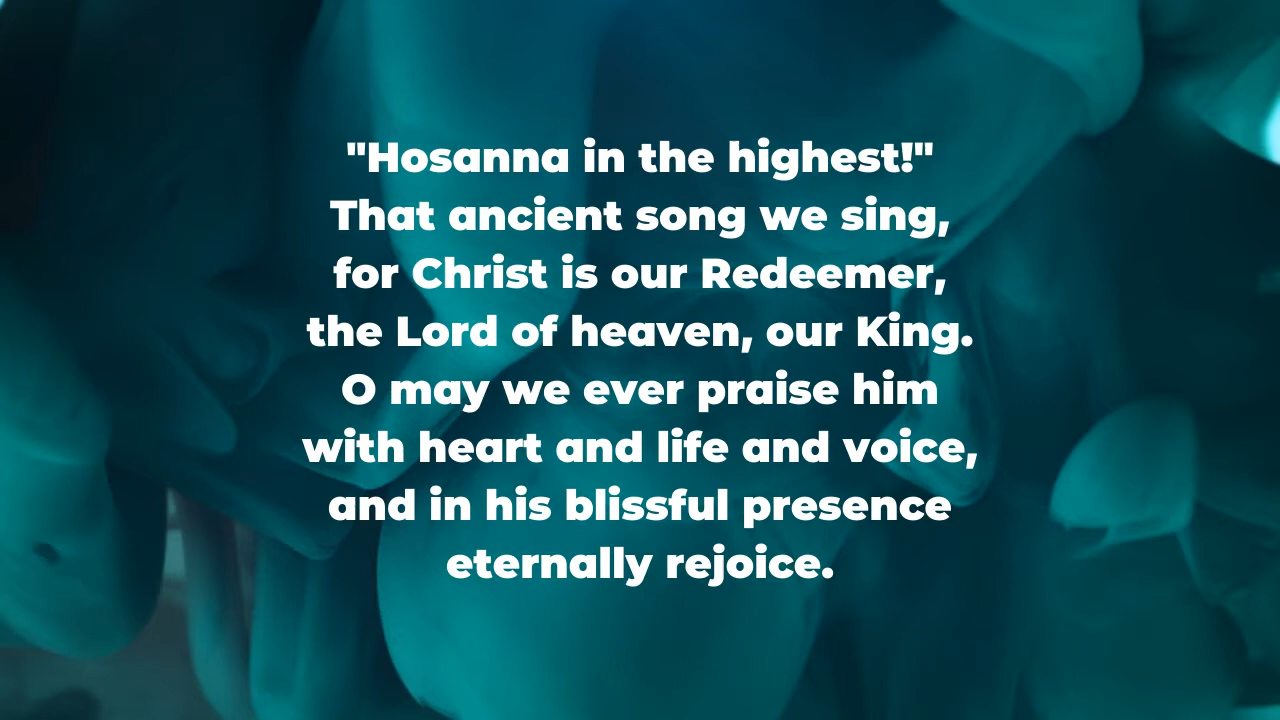 "Hosanna in the highest!"
That ancient song we sing,
for Christ is our Redeemer,
the Lord of heaven, our King.
O may we ever praise him
with heart and life and voice,
and in his blissful presence
eternally rejoice.